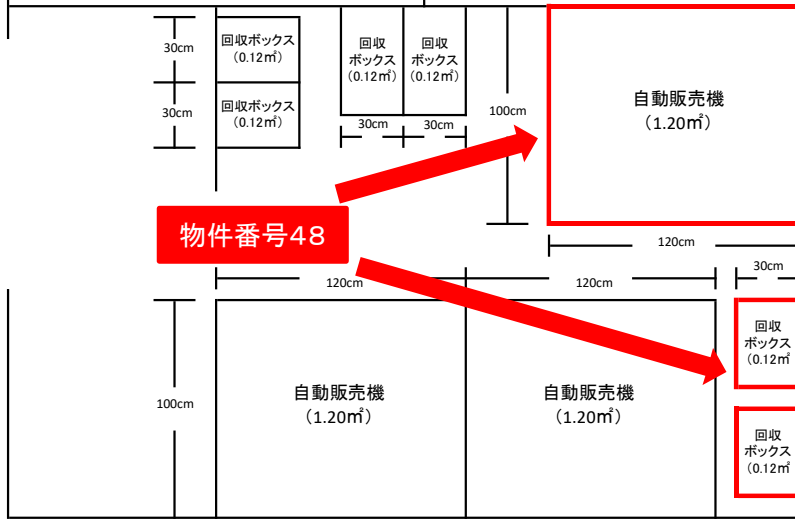 30cm
回収ボックス
(0.12㎡)
30cm
回収ボックス
(0.12㎡)
回収
ボックス
(0.12㎡)
回収
ボックス
(0.12㎡)
30cm
30cm
100cm
自動販売機
(1.20㎡)
物件番号48
120cm
30cm
120cm
120cm
100cm
自動販売機
(1.20㎡)
自動販売機
(1.20㎡)
回収
ボックス
(0.12㎡
回収
ボックス
(0.12㎡